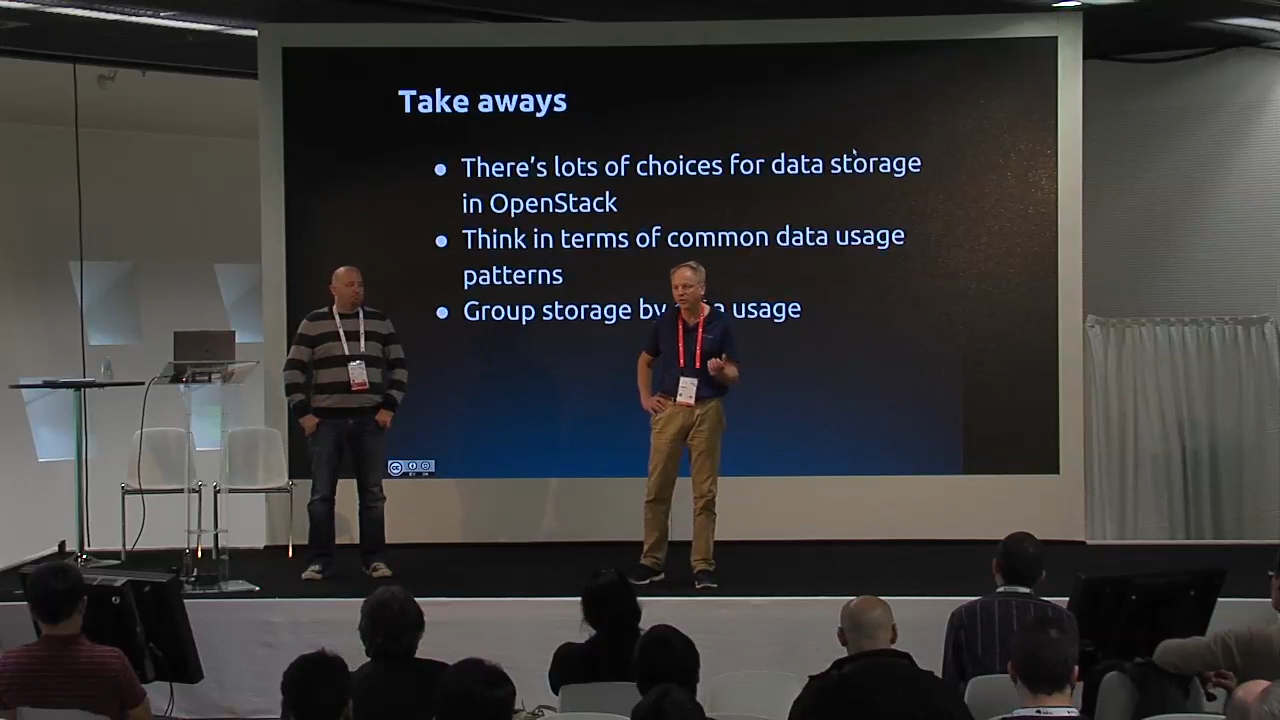 Take aways
There's lots of choices for data storage
in OpenStack
Think in terms of common data usage
patterns
Group storage by usage